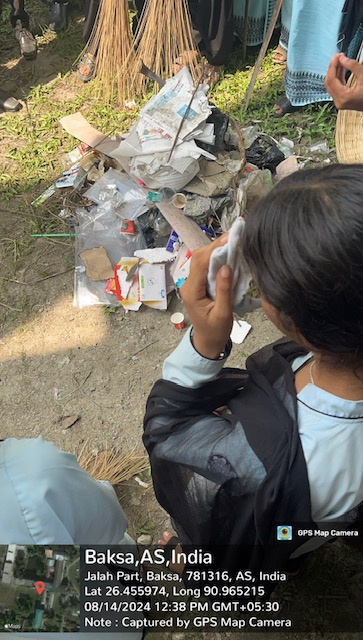 GPS Map Camera
Baksa,AS,India
Jalah Part, Baksa, 781316, AS, India
Lat 26.455974, Long 90.965215
08/14/2024 12:38 PM GMT+05:30
Note : Captured by GPS Map Camera